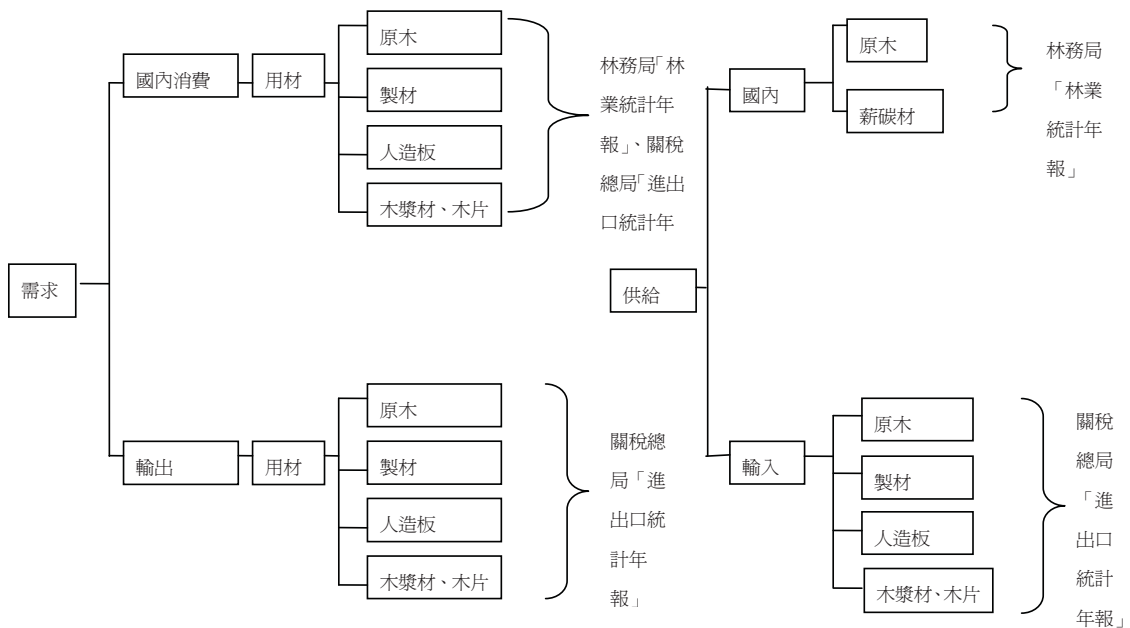 需求
國內消費
用材
原木
製材
人造板
木漿材、木片
林務局「林
業統計年
報」、關稅
總局「進出
口統計年
輸出
用材
原木
製材
人造板
木漿材、木片
關稅總
局「進
出口統
計年
報」
供給
國內
原木
薪碳材
林務局
「林業
統計年
報」
輸入
原木
製材
人造板
木漿材、木片
關稅
總局
「進
出口
統計
年報」